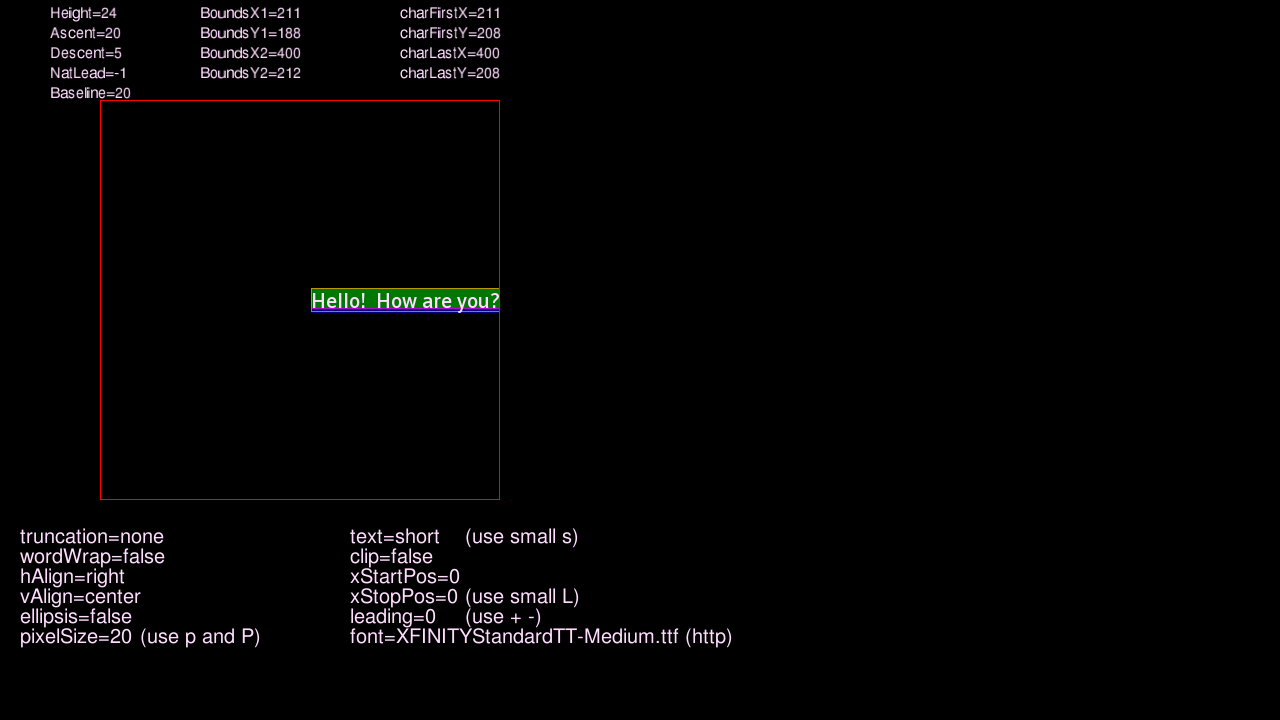 Height=24 BoundsX1=211 charFirstX=211
Ascent=20 BoundsY1=188 charFirstY=208
Descent=5 BoundsX2=400 charLastX=400
NatLead=-1 BoundsY2=212 charLastY=208
Baseline=20
Hello!  How are you?
truncation=none text=short (use small s)
wordWrap=false clip=false
hAlign=right xStartPos=0
vAlign=center xStopPos=0 (use small L)
ellipsis=false leading=0 (use + -)
pixelSize=20 (use p and P) font=XFINITYStandardTT-Medium.ttf (http)